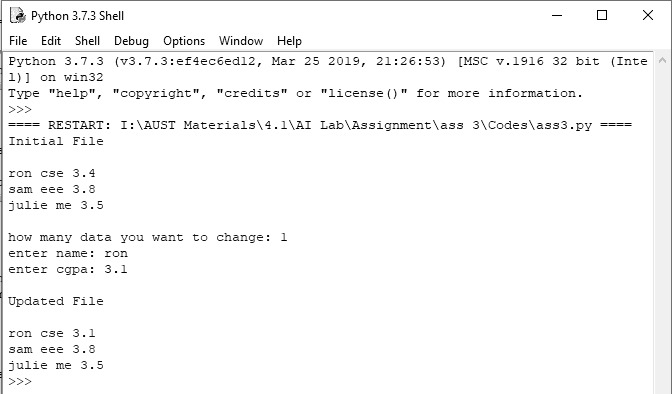 Python 3.7.3 Shell
File Edit Shell Debug Options Window Help
Python 3.7.3 (v3.7.3:ef4ec6ed12, Mar 25 2019, 21:26:53) [MSC v.1916 32 bit (Inte
l)] on win32
Type "help", "copyright", "credits" or "license()" for more information.
>>>
==== RESTART: I:\AUST Materials\4.1\AI Lab\Assignment\ass 3\Codes\ass3.py ====
Initial File
ron cse 3.4
sam eee 3.8
julie me 3.5
how many data you want to change: 1
enter name: ron
enter cgpa: 3.1
Updated File
ron cse 3.1
sam eee 3.8
julie me 3.5
>>>